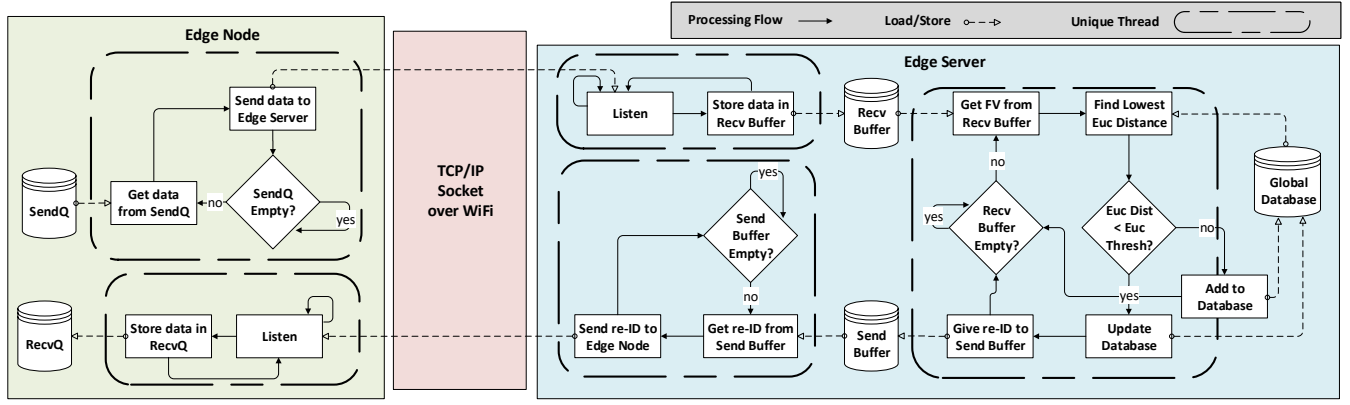 Processing Flow
Load/Store
Unique Thread
Edge Node
Send data to
Edge Server
SendQ
Get data
from SendQ
no
SendQ
Empty?
yes
RecvQ
Store data in
RecvQ
Listen
TCP/IP
Socket
over WiFi
Edge Server
Listen
Store data in
Recv Buffer
Recv
Buffer
Get FV from
Recv Buffer
Find Lowest
Euc Distance
Global
Database
yes
Send
Buffer
Empty?
no
Send re-ID to
Edge Node
Get re-ID from
Send Buffer
Send
Buffer
no
yes
Recv
Buffer
Empty?
Euc Dist
< Euc
Thresh?
no
yes
Add to
Database
Give re-ID to
Send Buffer
Update
Database